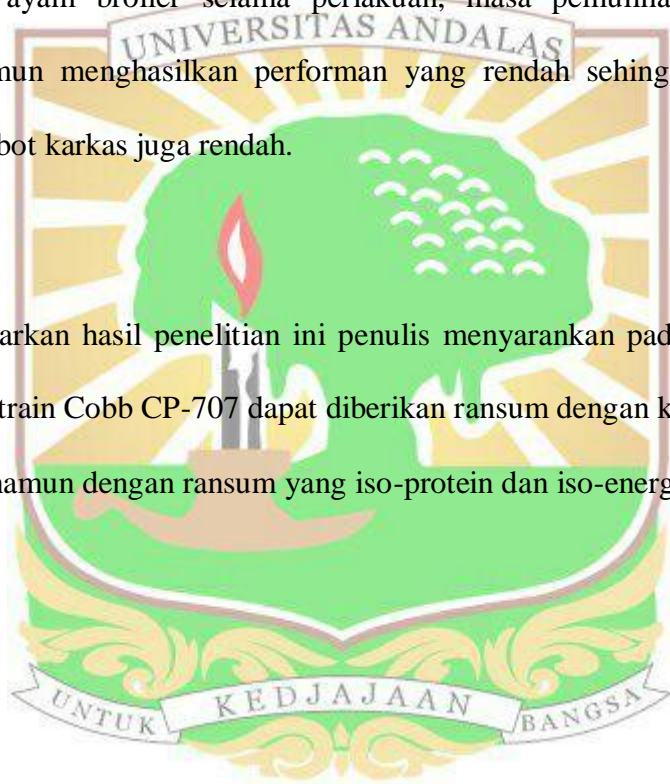 ayam broiler selama perlakuan, masa pemuliha
UNIVERSITAS ANDALAS
mun menghasilkan performan yang rendah sehing
bot karkas juga rendah.
arkan hasil penelitian ini penulis menyarankan pad
train Cobb CP-707 dapat diberikan ransum dengan k
namun dengan ransum yang iso-protein dan iso-energ
UNTUK KEDJAJAAN BANGSA